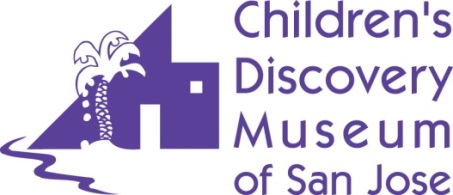 Children's
Discovery
Museum
of San Jose